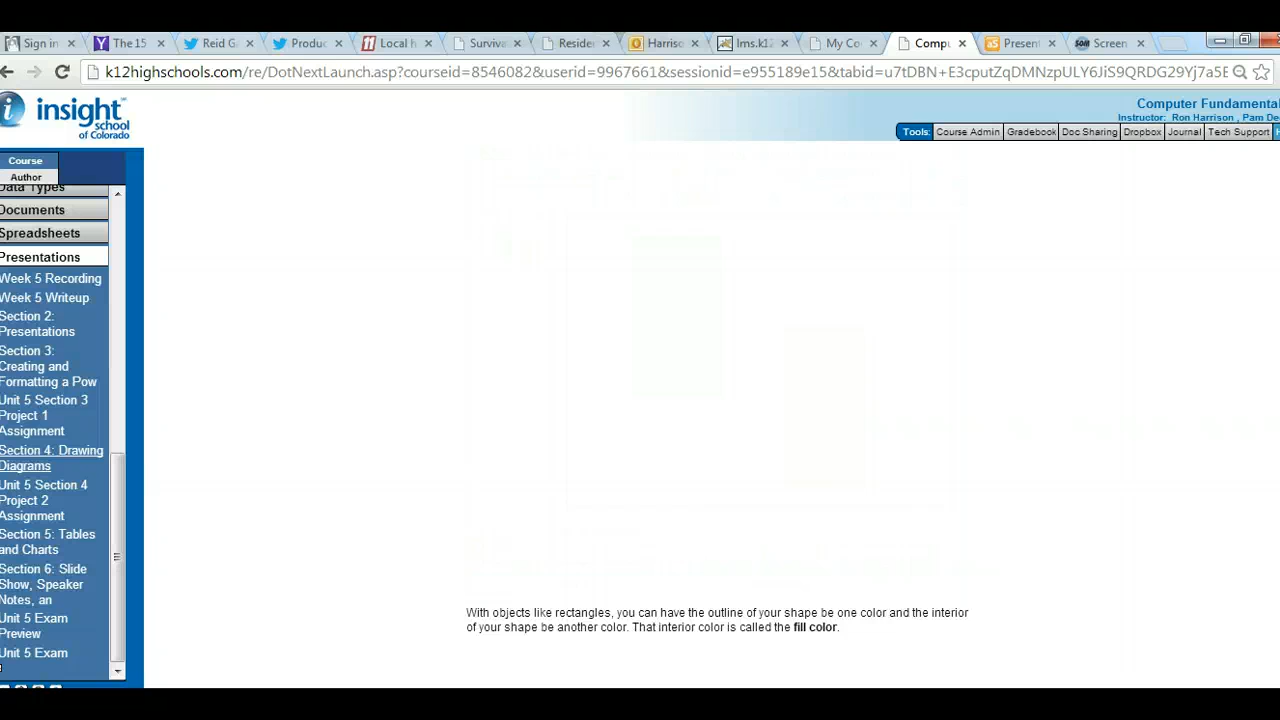 Sign in
The 15
Reid G
Produc
Local h
Surviva
Reside
Harriso
lms.k12
My Co
Compu
Present
Screen
k12highschools.com/re/DotNextLaunch.asp?courseid=8546082&userid=9967661&sessionid=e955189e15&tabid=u7tDBN+E3cputZqDMNzpULY6JiS9QRDG29Yj7a5E
insight
school
of Colorado
Computer Fundamenta
Instructor: Ron Harrison , Pam De
Tools: Course Admin Gradebook Doc Sharing Dropbox Journal Tech Support
Course
Author
Data Types
Documents
Spreadsheets
Presentations
Week 5 Recording
Week 5 Writeup
Section 2:
Presentations
Section 3:
Creating and
Formatting a Pow
Unit 5 Section 3
Project 1
Assignment
Section 4: Drawing
Diagrams
Unit 5 Section 4
Project 2
Assignment
Section 5: Tables
and Charts
Section 6: Slide
Show, Speaker
Notes, an
Unit 5 Exam
Preview
Unit 5 Exam
With objects like rectangles, you can have the outline of your shape be one color and the interior
of your shape be another color. That interior color is called the fill color.